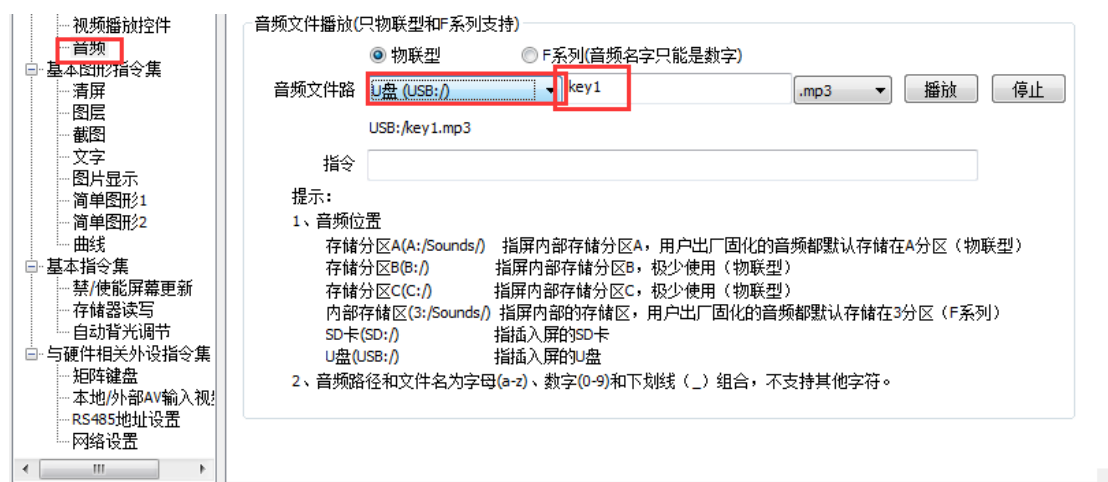 视频播放控件
音频
基本图形指令集
清屏
图层
截图
文字
图片显示
简单图形1
简单图形2
曲线
基本指令集
禁/使能屏幕更新
存储器读写
自动背光调节
与硬件相关外设指令集
矩阵键盘
本地/外部AV输入视
RS485地址设置
网络设置
音频文件播放(只物联型和F系列支持)
物联型 F系列(音频名字只能是数字)
音频文件路 U盘 (USB:/) key1 .mp3 播放 停止
USB:/key1.mp3
指令
提示:
1、音频位置
存储分区A(A:/Sounds/) 指屏内部存储分区A，用户出厂固化的音频都默认存储在A分区（物联型）
存储分区B(B:/) 指屏内部存储分区B，极少使用（物联型）
存储分区C(C:/) 指屏内部存储分区C，极少使用（物联型）
内部存储区(3:/Sounds/) 指屏内部的存储区，用户出厂固化的音频都默认存储在3分区（F系列）
SD卡(SD:/) 指插入屏的SD卡
U盘(USB:/) 指插入屏的U盘
2、音频路径和文件名为字母(a-z)、数字(0-9)和下划线（_）组合，不支持其他字符。